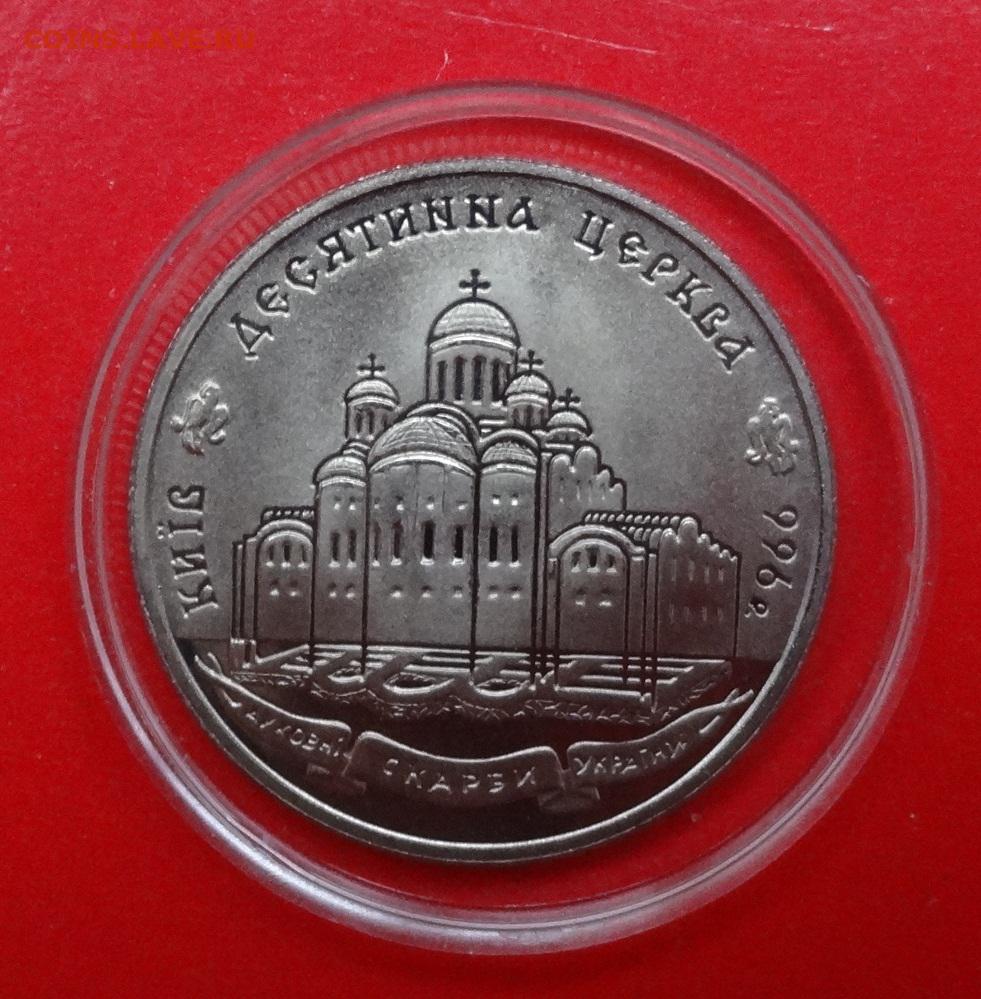 COINS.LAVE.RU
ДЕСЯТИННА ЦЕРКВА
КИЇВ
996 р
ДУХОВНІ СКАРБИ УКРАЇНИ